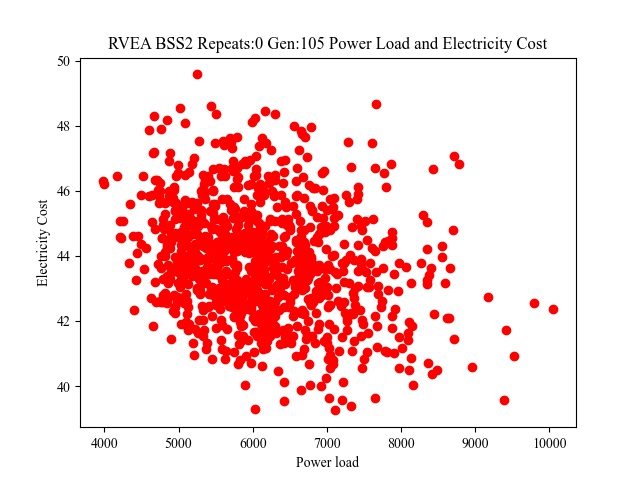 RVEA BSS2 Repeats:0 Gen:105 Power Load and Electricity Cost
50
48
46
44
42
40
Electricity Cost
4000 5000 6000 7000 8000 9000 10000
Power load